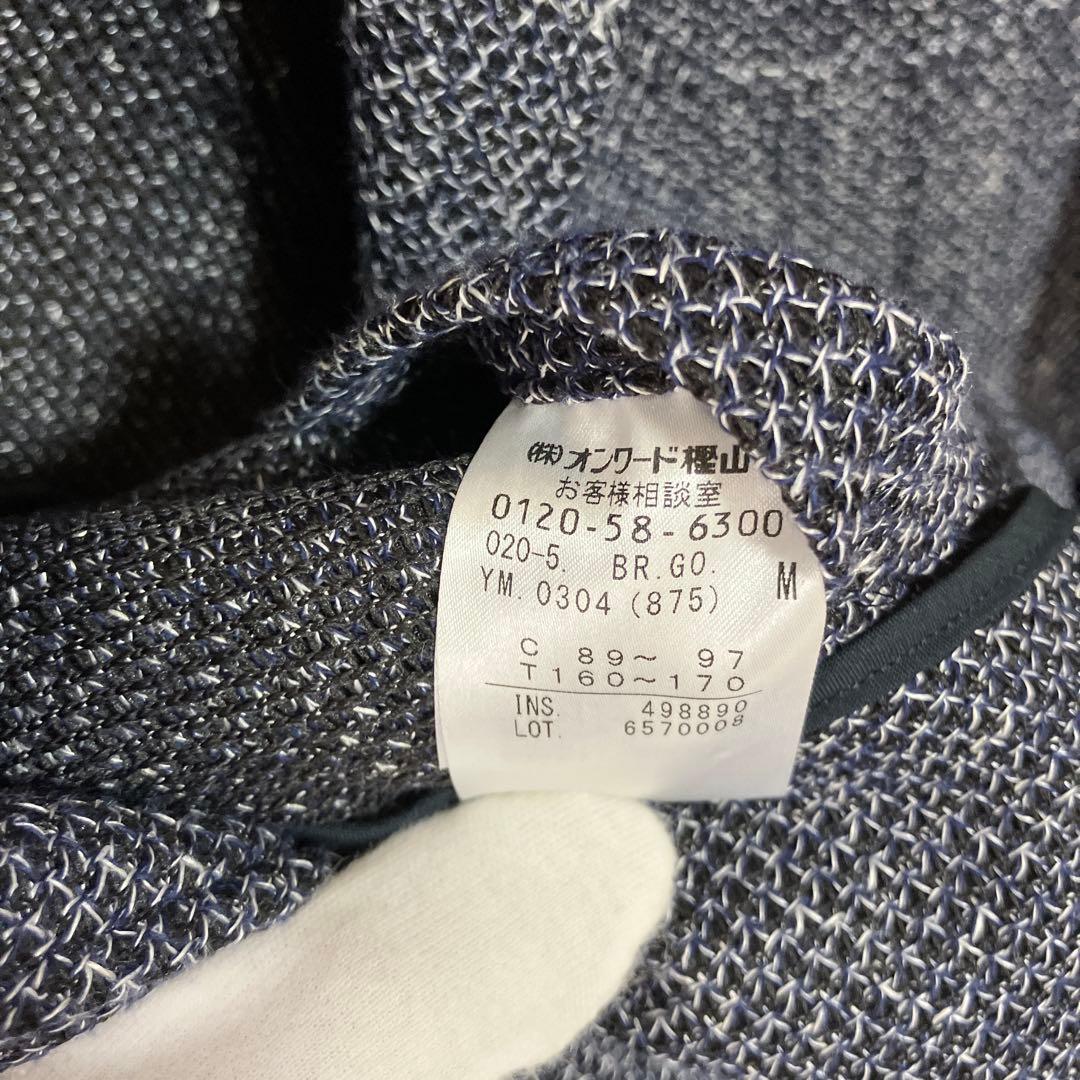 (株)オンワード樫山
お客様相談室
0120-58-6300
020-5. BR.GO.
YM. 0304 (875) M
C 89～ 97
T 160～170
INS. 498890
LOT. 6570008